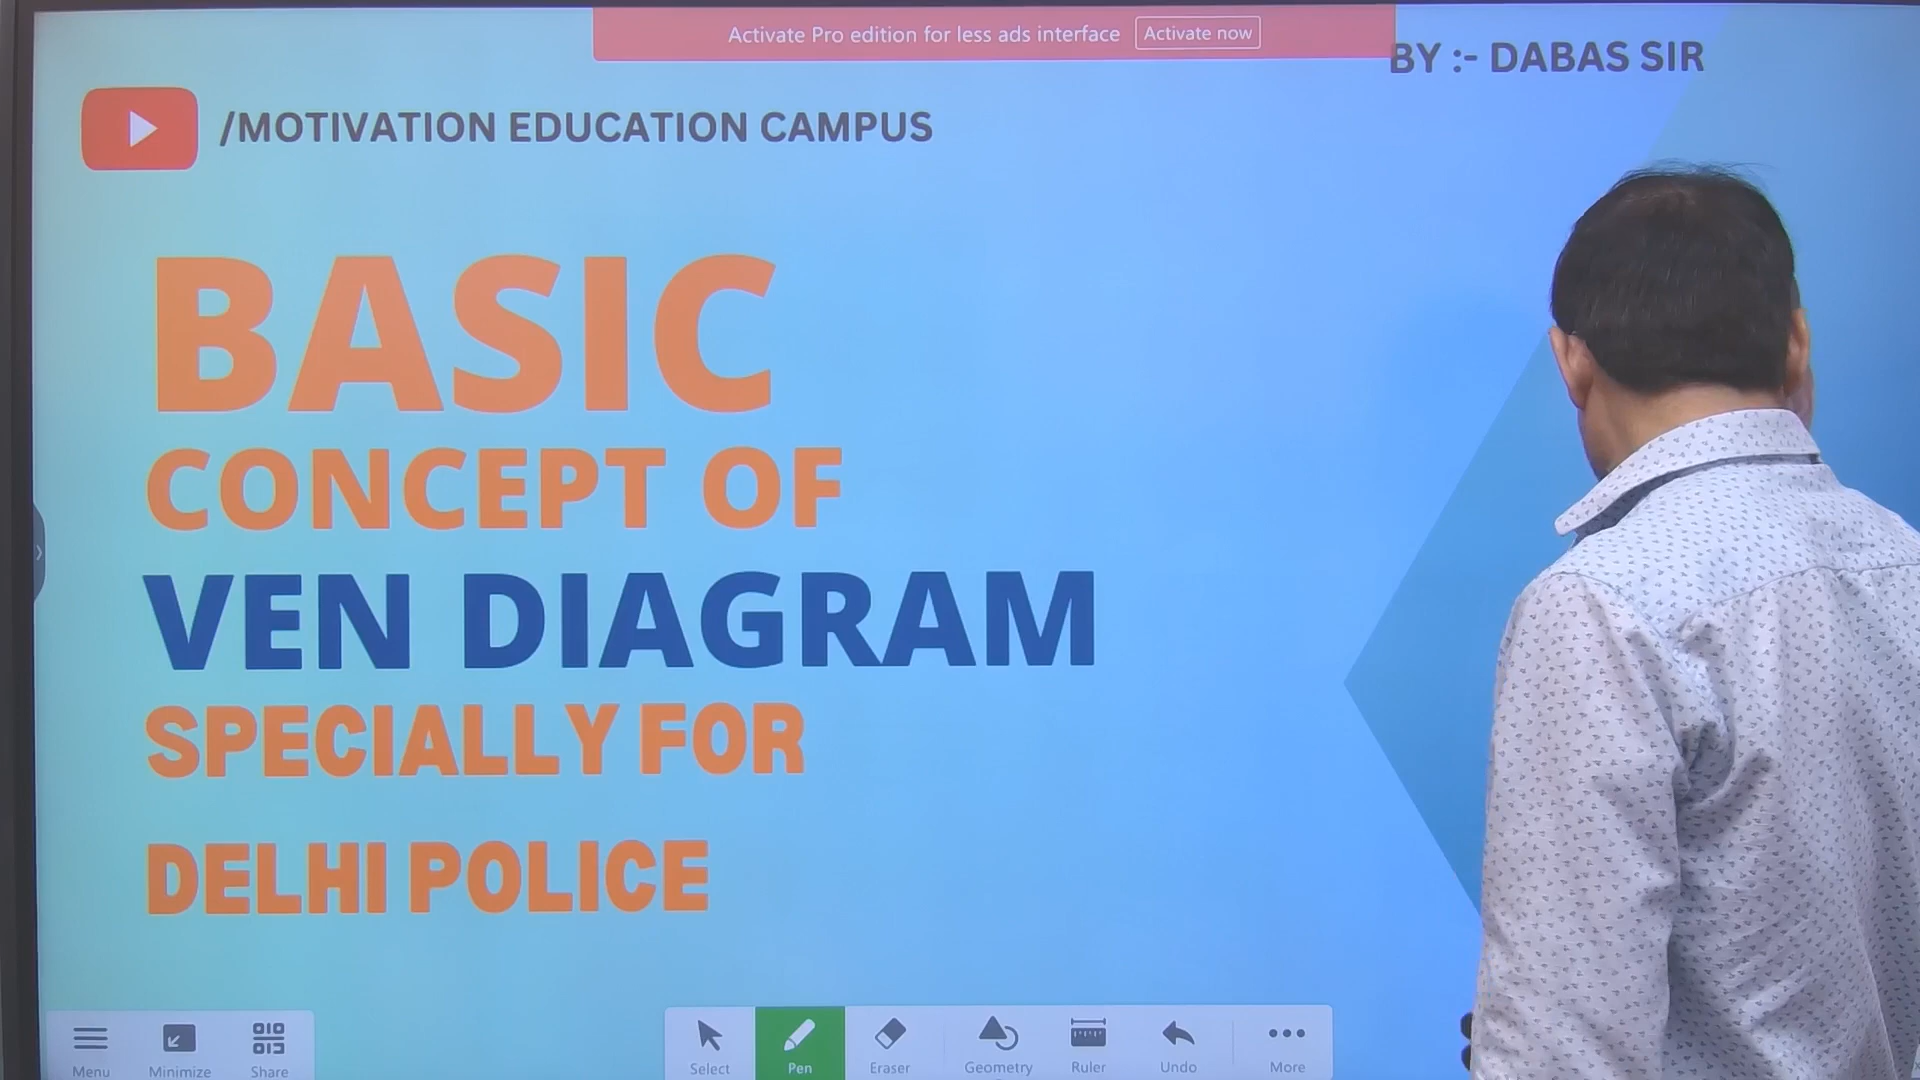 Activate Pro edition for less ads interface Activate now
BY :- DABAS SIR
/MOTIVATION EDUCATION CAMPUS
BASIC
CONCEPT OF
VEN DIAGRAM
SPECIALLY FOR
DELHI POLICE
Menu Minimize Share Select Pen Eraser Geometry Ruler Undo More